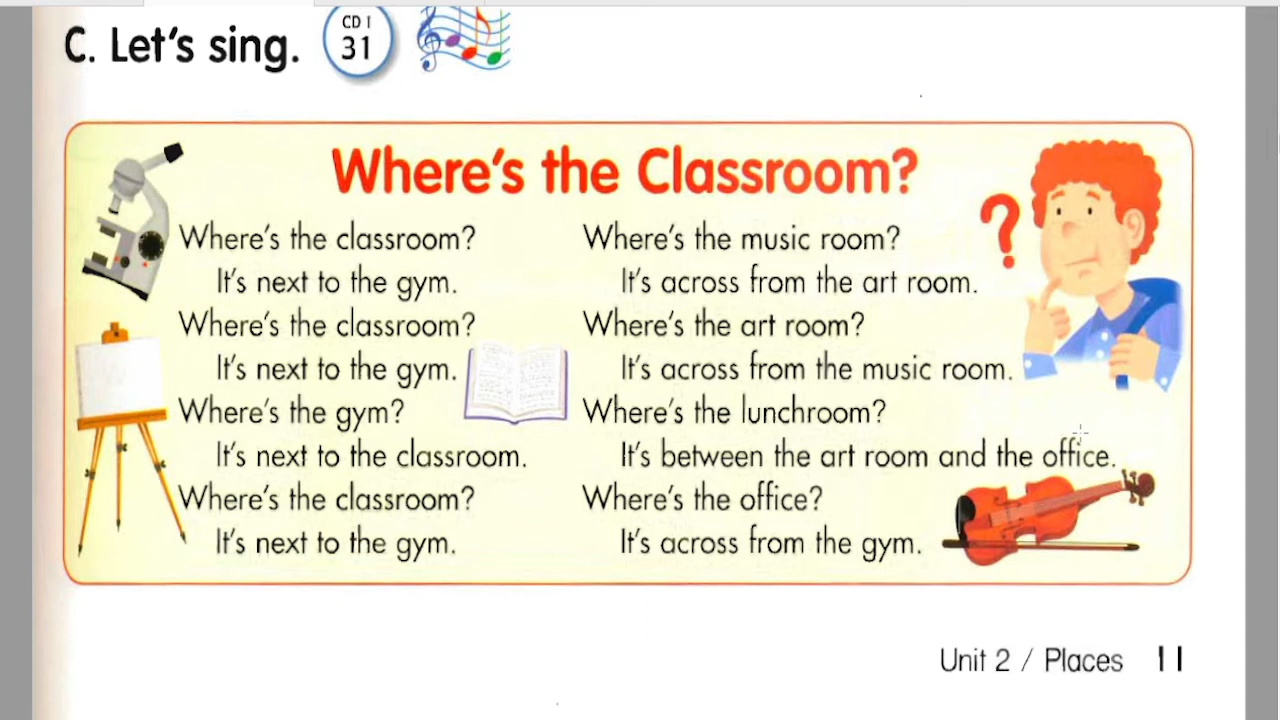 C. Let's sing.
CD 1
31
Where's the Classroom?
Where's the classroom?
It's next to the gym.
Where's the classroom?
It's next to the gym.
Where's the gym?
It's next to the classroom.
Where's the classroom?
It's next to the gym.
Where's the music room?
It's across from the art room.
Where's the art room?
It's across from the music room.
Where's the lunchroom?
It's between the art room and the office.
Where's the office?
It's across from the gym.
?
Unit 2 / Places 11